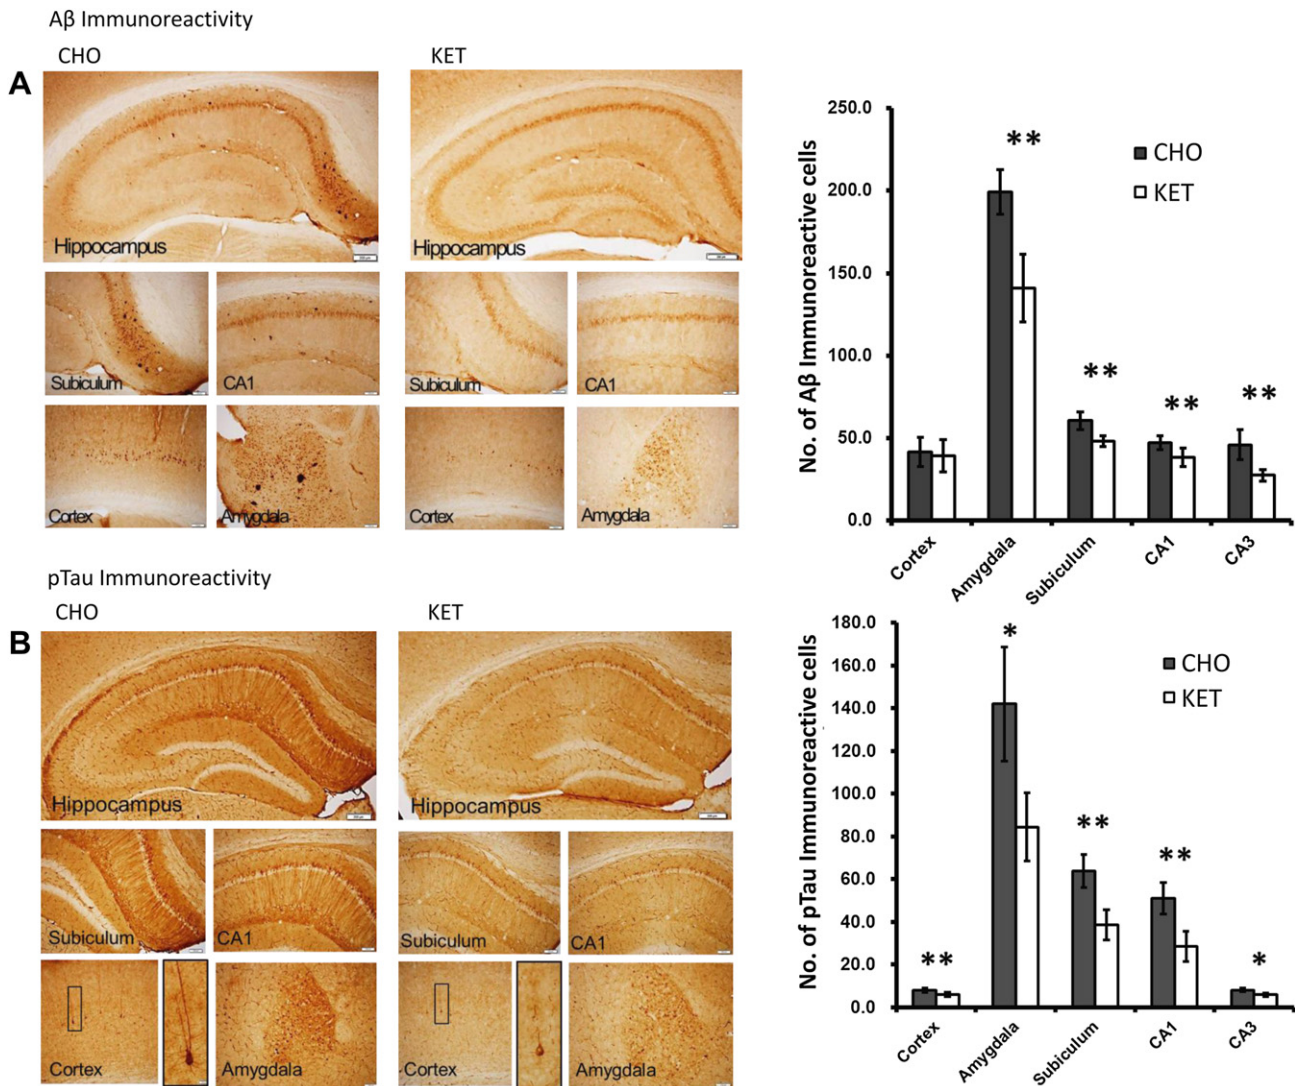 Aβ Immunoreactivity
CHO
KET
A
Hippocampus
Hippocampus
Subiculum
CA1
Subiculum
CA1
Cortex
Amygdala
Cortex
Amygdala
No. of Aβ Immunoreactive cells
250.0
200.0
150.0
100.0
50.0
0.0
**
**
**
**
CHO
KET
Cortex
Amygdala
Subiculum
CA1
CA3
pTau Immunoreactivity
CHO
KET
B
Hippocampus
Hippocampus
Subiculum
CA1
Subiculum
CA1
Cortex
Amygdala
Cortex
Amygdala
No. of pTau Immunoreactive cells
180.0
160.0
140.0
120.0
100.0
80.0
60.0
40.0
20.0
0.0
**
*
**
**
*
CHO
KET
Cortex
Amygdala
Subiculum
CA1
CA3